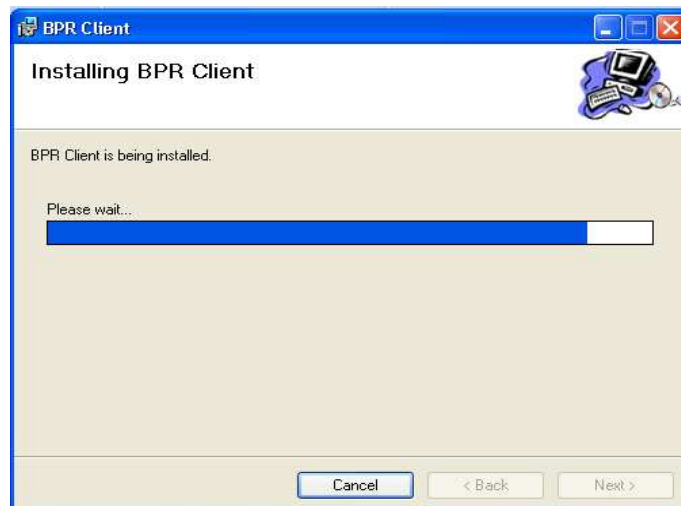 BPR Client
Installing BPR Client
BPR Client is being installed.
Please wait...
Cancel
< Back
Next >